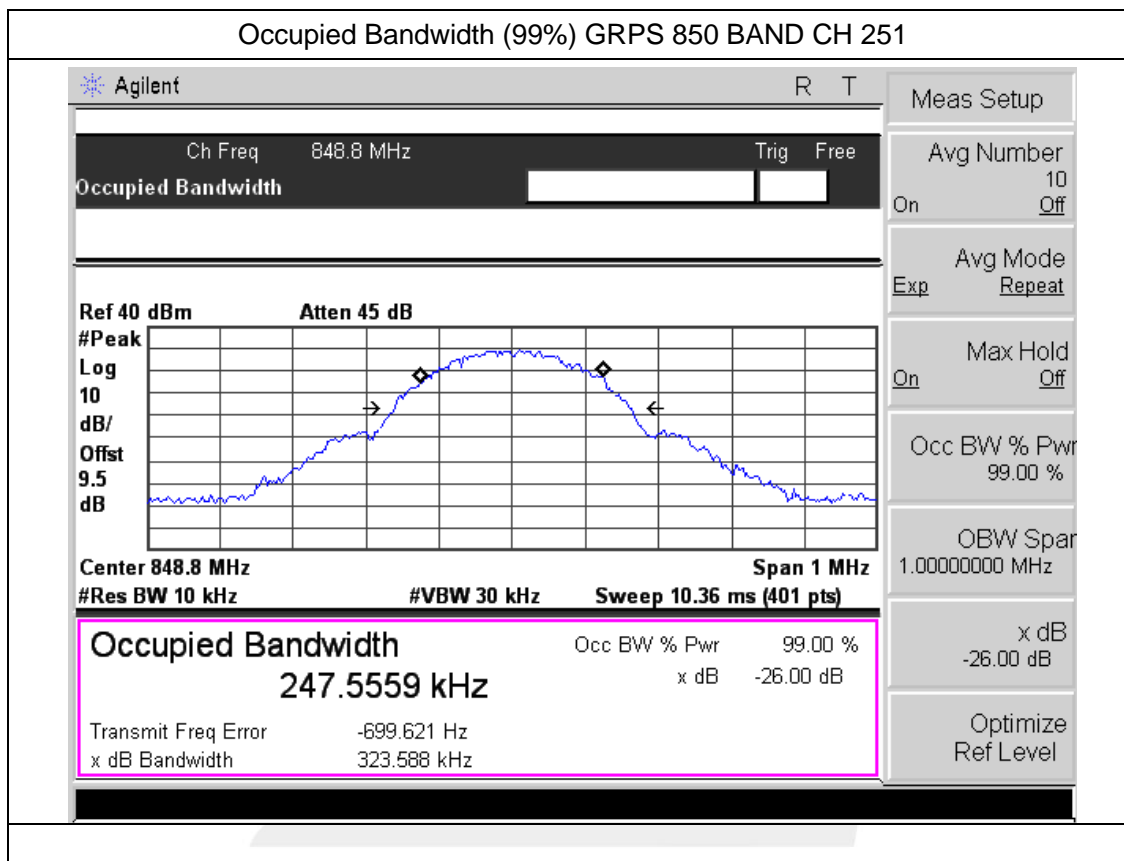 Occupied Bandwidth (99%) GRPS 850 BAND CH 251
Agilent R T
Ch Freq 848.8 MHz Trig Free
Occupied Bandwidth
Ref 40 dBm Atten 45 dB
#Peak
Log
10
dB/
Offst
9.5
dB
Center 848.8 MHz Span 1 MHz
#Res BW 10 kHz #VBW 30 kHz Sweep 10.36 ms (401 pts)
Occupied Bandwidth Occ BW % Pwr 99.00 %
247.5559 kHz x dB -26.00 dB
Transmit Freq Error -699.621 Hz
x dB Bandwidth 323.588 kHz
Meas Setup
Avg Number
10
On Off
Avg Mode
Exp Repeat
Max Hold
On Off
Occ BW % Pwr
99.00 %
OBW Spar
1.00000000 MHz
x dB
-26.00 dB
Optimize
Ref Level